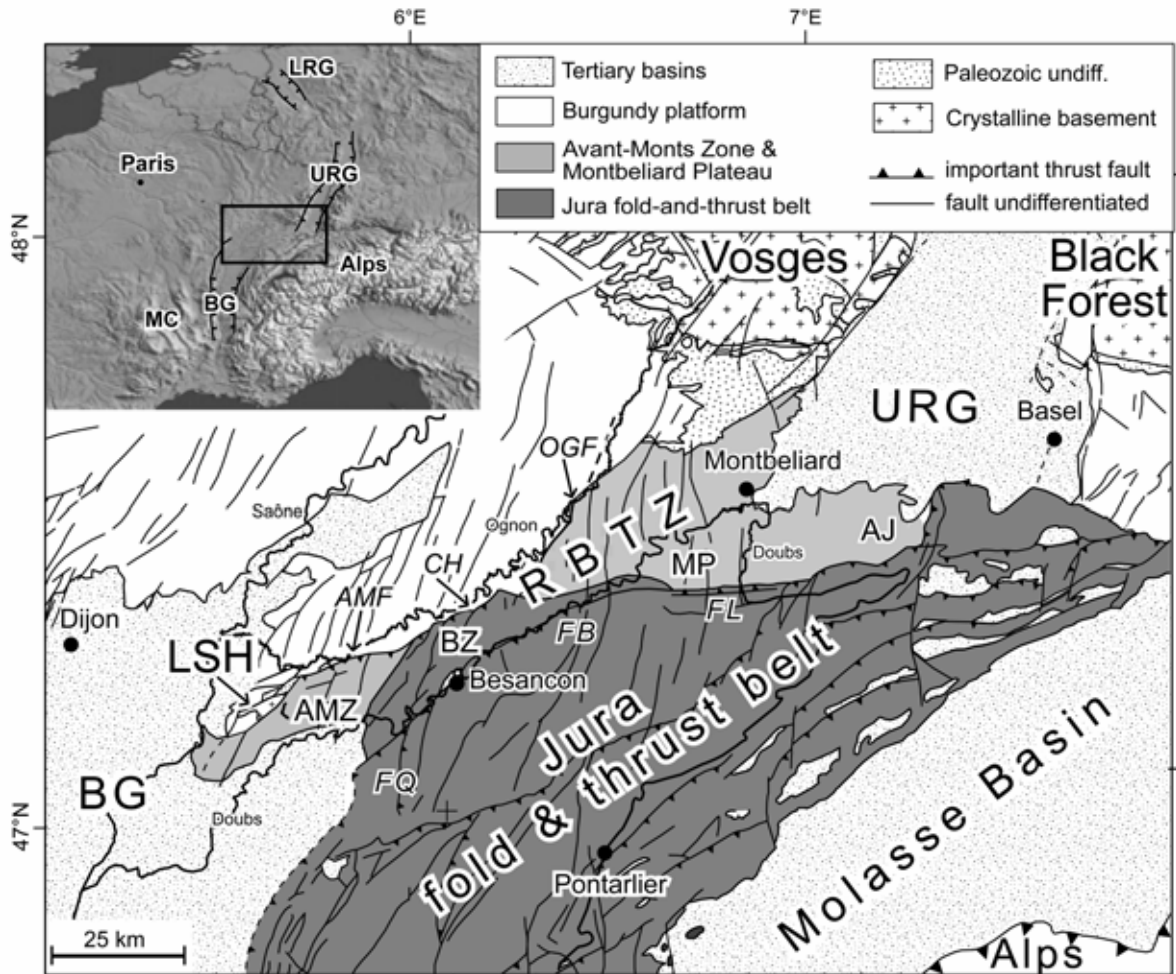 6°E
7°E
48°N
47°N
LRG
Paris
URG
Alps
BG
MC
Tertiary basins
Burgundy platform
Avant-Monts Zone &
Montbeliard Plateau
Jura fold-and-thrust belt
Paleozoic undiff.
Crystalline basement
important thrust fault
fault undifferentiated
Vosges
Black
Forest
URG
Basel
OGF
Montbeliard
Saône
Ognon
RBTZ
AJ
CH
MP
Doubs
AMF
Dijon
FL
FB
BZ
LSH
Besancon
AMZ
Jura
fold & thrust belt
FQ
BG
Doubs
Molasse Basin
Pontarlier
25 km
Alps